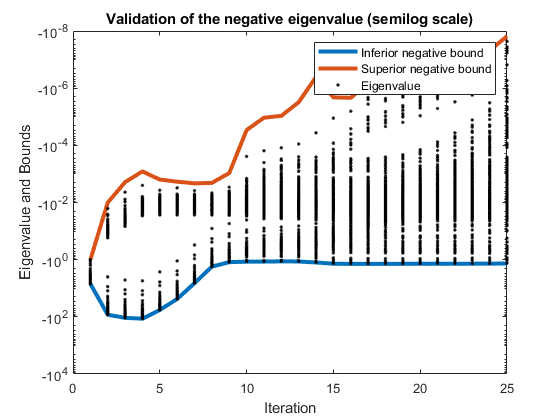 Validation of the negative eigenvalue (semilog scale)
-10^-8
-10^-6
-10^-4
-10^-2
-10^0
-10^2
-10^4
Eigenvalue and Bounds
Inferior negative bound
Superior negative bound
Eigenvalue
0
5
10
15
20
25
Iteration